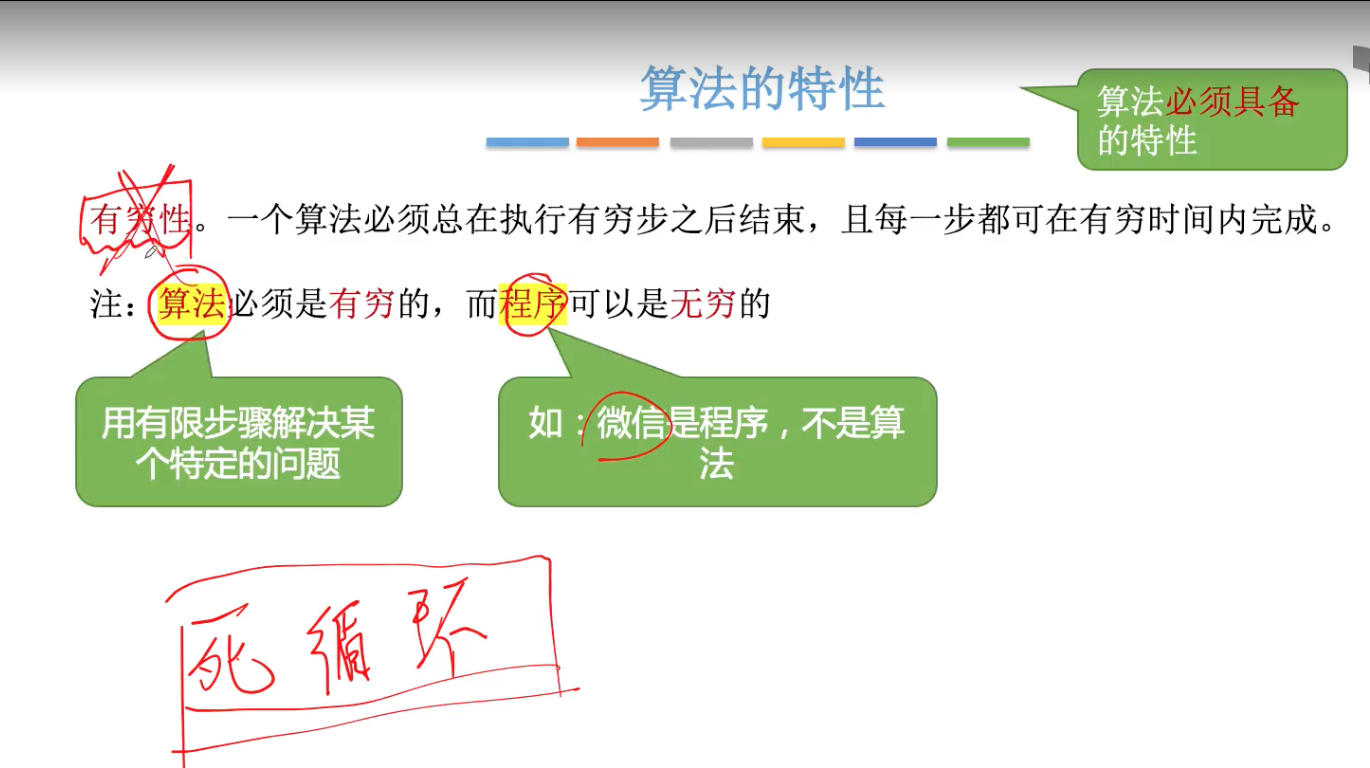 算法的特性
算法必须具备
的特性
有穷性。一个算法必须总在执行有穷步之后结束，且每一步都可在有穷时间内完成。
注：算法必须是有穷的，而程序可以是无穷的
用有限步骤解决某
个特定的问题
如：微信是程序，不是算
法
死循环